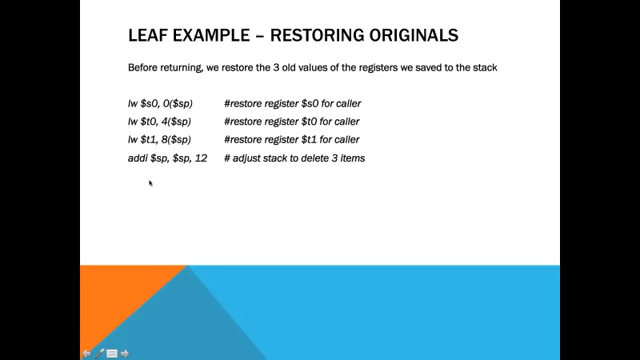 LEAF EXAMPLE – RESTORING ORIGINALS
Before returning, we restore the 3 old values of the registers we saved to the stack
lw $s0, 0($sp) #restore register $s0 for caller
lw $t0, 4($sp) #restore register $t0 for caller
lw $t1, 8($sp) #restore register $t1 for caller
addi $sp, $sp, 12 # adjust stack to delete 3 items